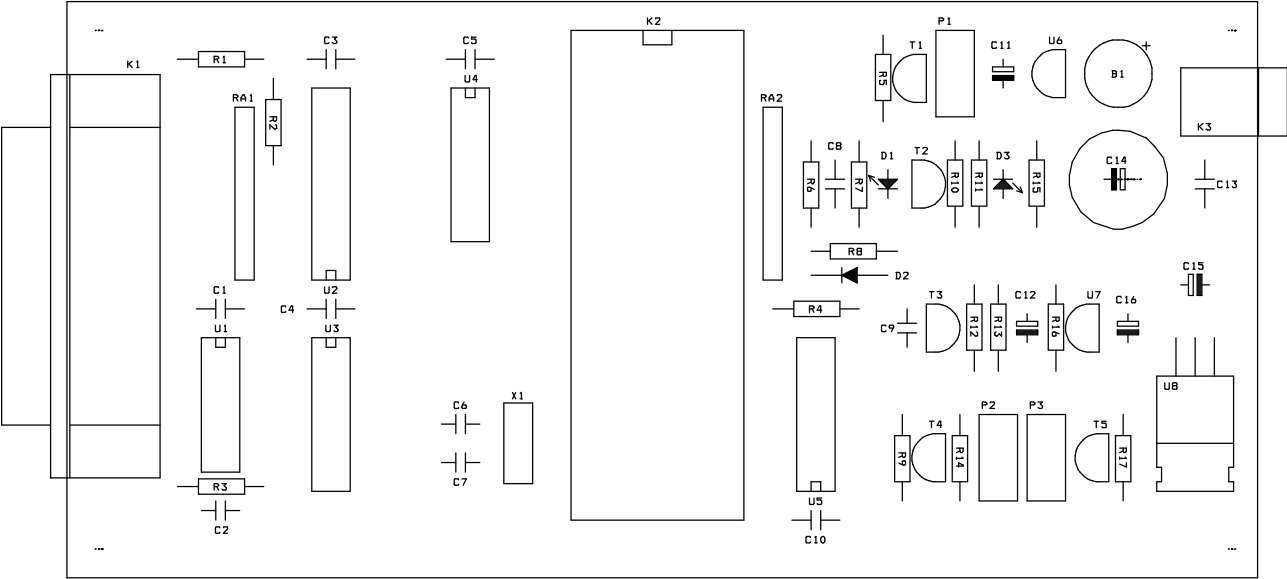 K2
P1
C3
C5
T1
C11
U6
+
R1
K1
R5
B1
U4
RA1
RA2
R2
K3
C8
D1
T2
D3
C14
R6
R7
R10
R11
R15
C13
R8
D2
C15
C1
U2
T3
C12
U7
C16
C4
R4
U1
U3
C9
R12
R13
R16
U8
X1
C6
P2
P3
T4
T5
R9
R14
R17
C7
R3
U5
C2
C10